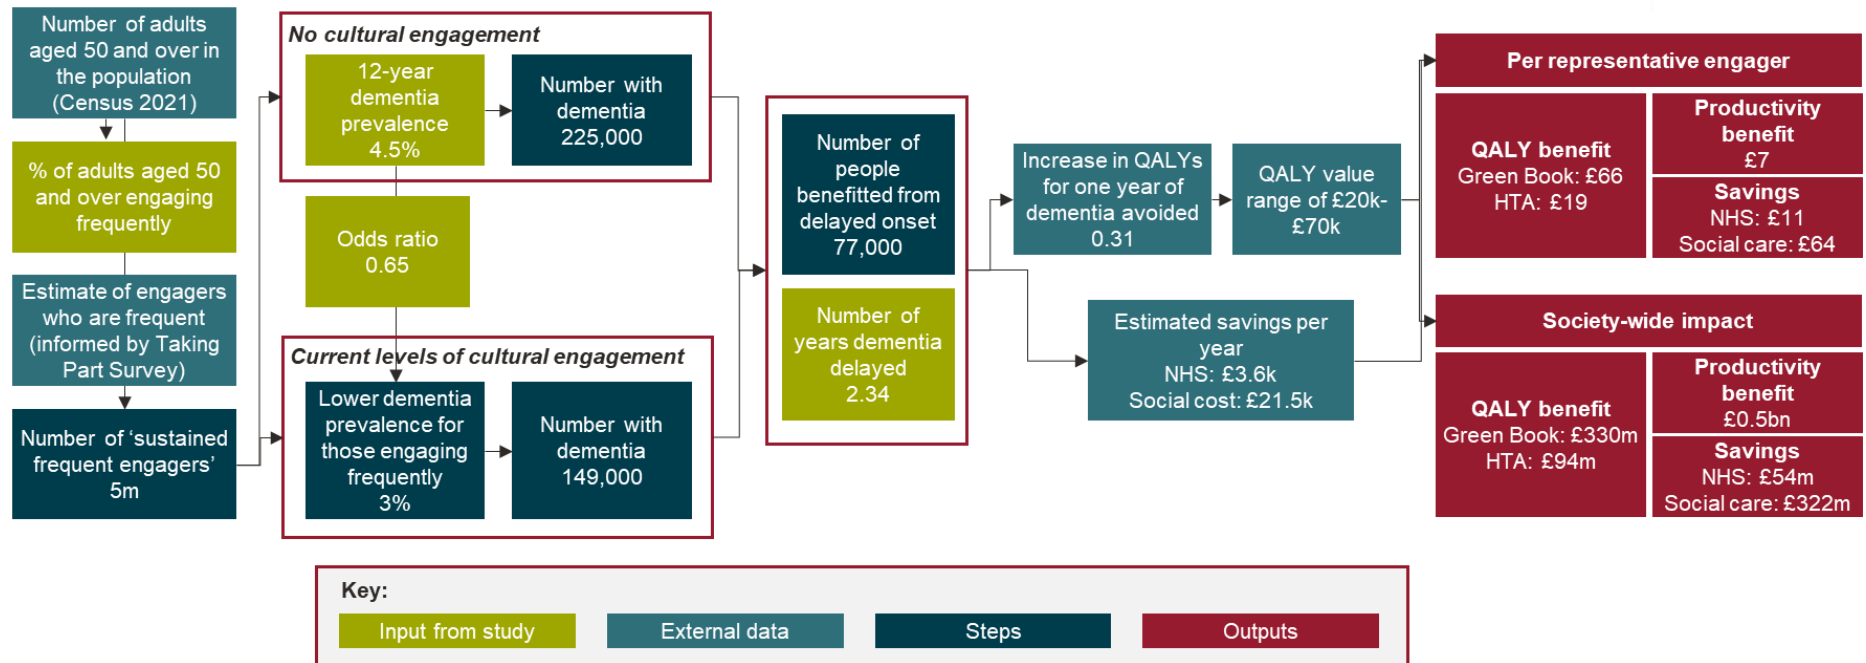 Number of adults
aged 50 and over in
the population
(Census 2021)
% of adults aged 50
and over engaging
frequently
Estimate of engagers
who are frequent
(informed by Taking
Part Survey)
Number of ‘sustained
frequent engagers’
5m
No cultural engagement
12-year
dementia
prevalence
4.5%
Number with
dementia
225,000
Odds ratio
0.65
Current levels of cultural engagement
Lower dementia
prevalence for
those engaging
frequently
3%
Number with
dementia
149,000
Number of
people
benefitted from
delayed onset
77,000
Number of
years dementia
delayed
2.34
Increase in QALYs
for one year of
dementia avoided
0.31
QALY value
range of £20k-
£70k
Estimated savings per
year
NHS: £3.6k
Social cost: £21.5k
Per representative engager
QALY benefit
Green Book: £66
HTA: £19
Productivity
benefit
£7
Savings
NHS: £11
Social care: £64
Society-wide impact
QALY benefit
Green Book: £330m
HTA: £94m
Productivity
benefit
£0.5bn
Savings
NHS: £54m
Social care: £322m
Key:
Input from study
External data
Steps
Outputs